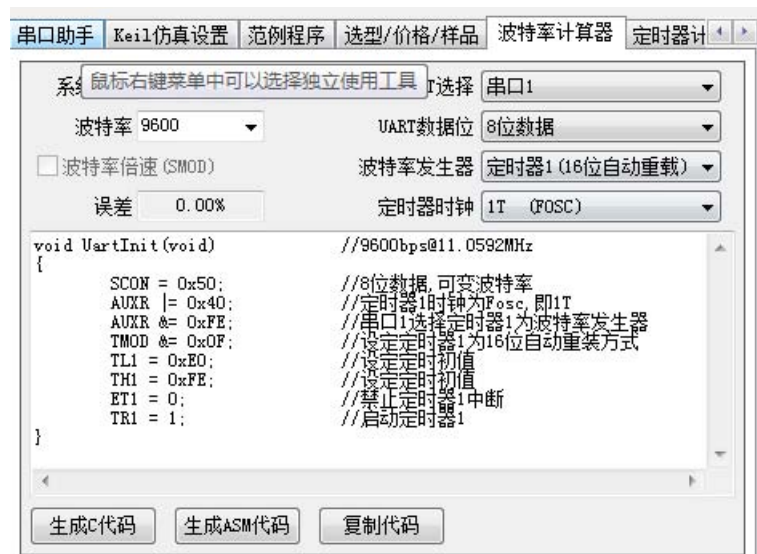 串口助手 Keil仿真设置 范例程序 选型/价格/样品 波特率计算器 定时器计
鼠标右键菜单中可以选择独立使用工具
系 T选择 串口1
波特率 9600 UART数据位 8位数据
波特率倍速(SMOD) 波特率发生器 定时器1(16位自动重载)
误差 0.00% 定时器时钟 1T (FOSC)
void UartInit(void) //9600bps@11.0592MHz
{
SCON = 0x50; //8位数据,可变波特率
AUXR |= 0x40; //定时器1时钟为Fosc,即1T
AUXR &= 0xFE; //串口1选择定时器1为波特率发生器
TMOD &= 0x0F; //设定定时器1为16位自动重装方式
TL1 = 0xE0; //设定定时初值
TH1 = 0xFE; //设定定时初值
ET1 = 0; //禁止定时器1中断
TR1 = 1; //启动定时器1
}
生成C代码 生成ASM代码 复制代码